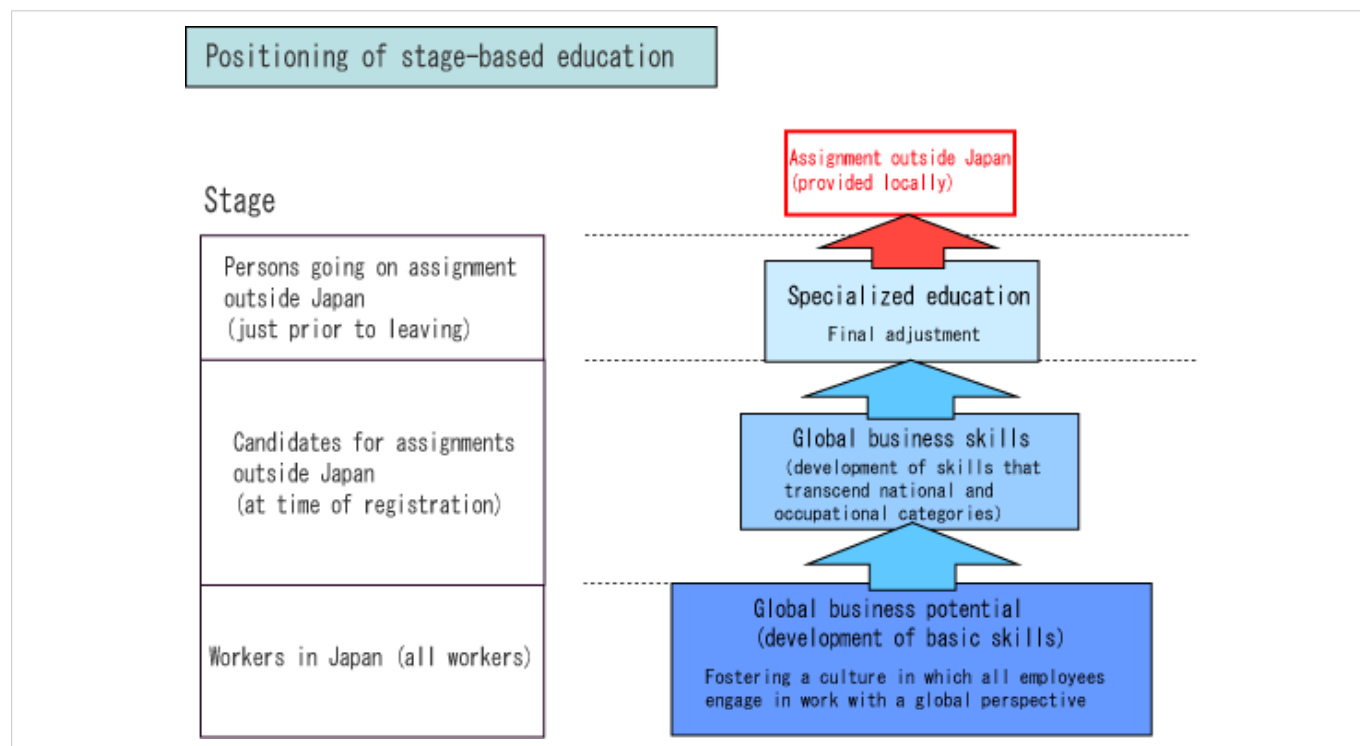 Positioning of stage-based education
Stage
Persons going on assignment
outside Japan
(just prior to leaving)
Candidates for assignments
outside Japan
(at time of registration)
Workers in Japan (all workers)
Assignment outside Japan
(provided locally)
Specialized education
Final adjustment
Global business skills
(development of skills that
transcend national and
occupational categories)
Global business potential
(development of basic skills)
Fostering a culture in which all employees
engage in work with a global perspective